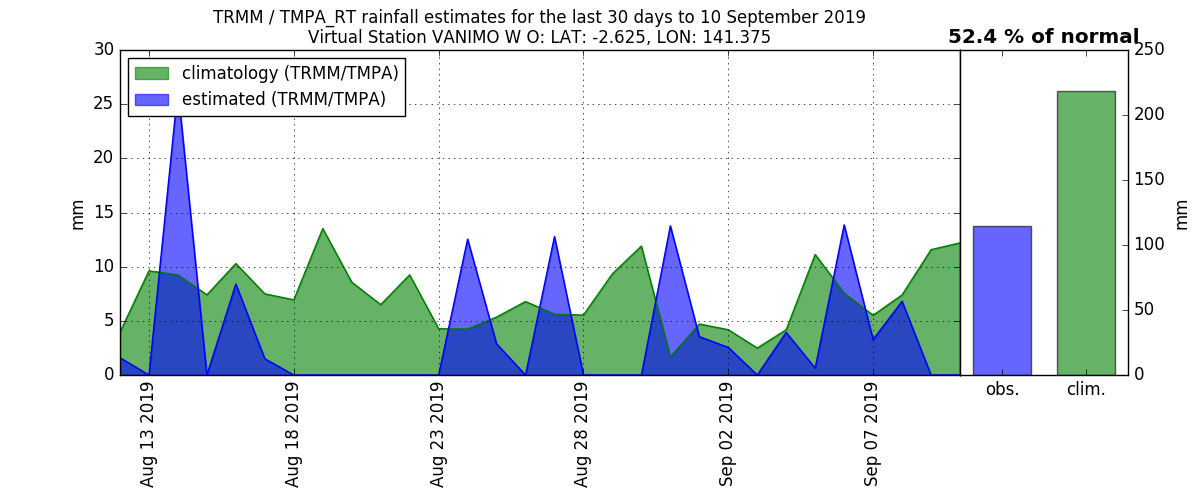 TRMM / TMPA_RT rainfall estimates for the last 30 days to 10 September 2019
Virtual Station VANIMO W O: LAT: -2.625, LON: 141.375
52.4 % of normal
climatology (TRMM/TMPA)
estimated (TRMM/TMPA)
30
25
20
15
10
5
0
mm
Aug 13 2019
Aug 18 2019
Aug 23 2019
Aug 28 2019
Sep 02 2019
Sep 07 2019
250
200
150
100
50
0
mm
obs.
clim.